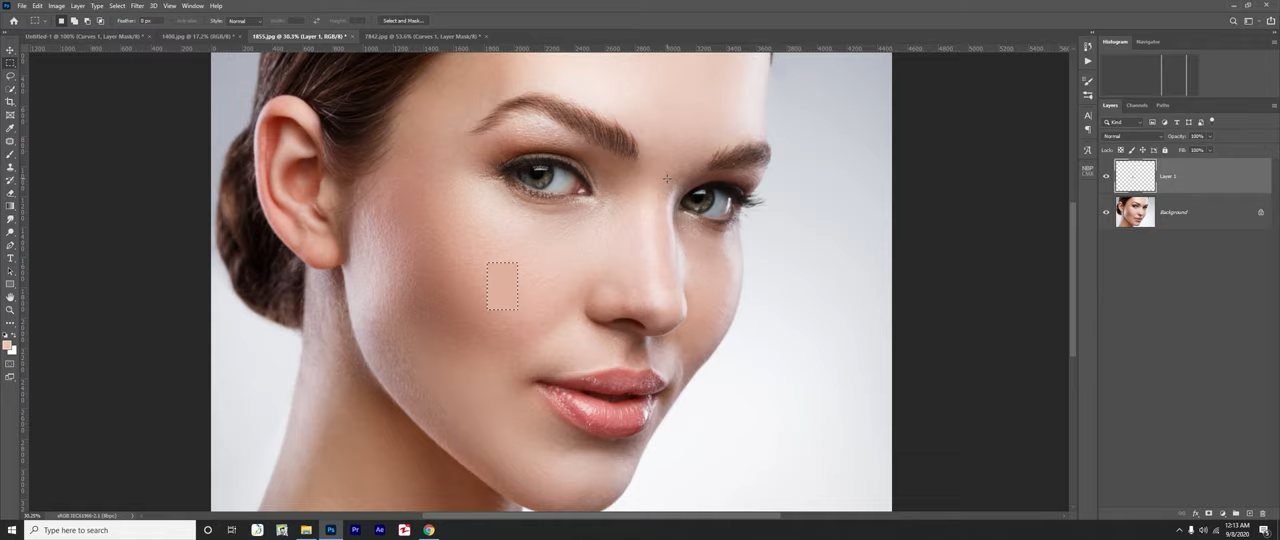 File Edit Image Layer Type Select Filter 3D View Window Help
Feather: 0 px Anti-alias Style: Normal Width: Height: Select and Mask...
Untitled-1 @ 100% (Curves 1, Layer Mask/8) * × 1400.jpg @ 17.2% (RGB/8) * × 1855.jpg @ 30.3% (Layer 1, RGB/8) * × 7842.jpg @ 53.6% (Curves 1, Layer Mask/8) * ×
Histogram Navigator
Layers Channels Paths
Kind
Normal Opacity: 100%
Lock: Fill: 100%
Layer 1
Background
NBP
sRGB IEC61966-2.1 (8bpc)
Type here to search
12:13 AM
9/8/2020